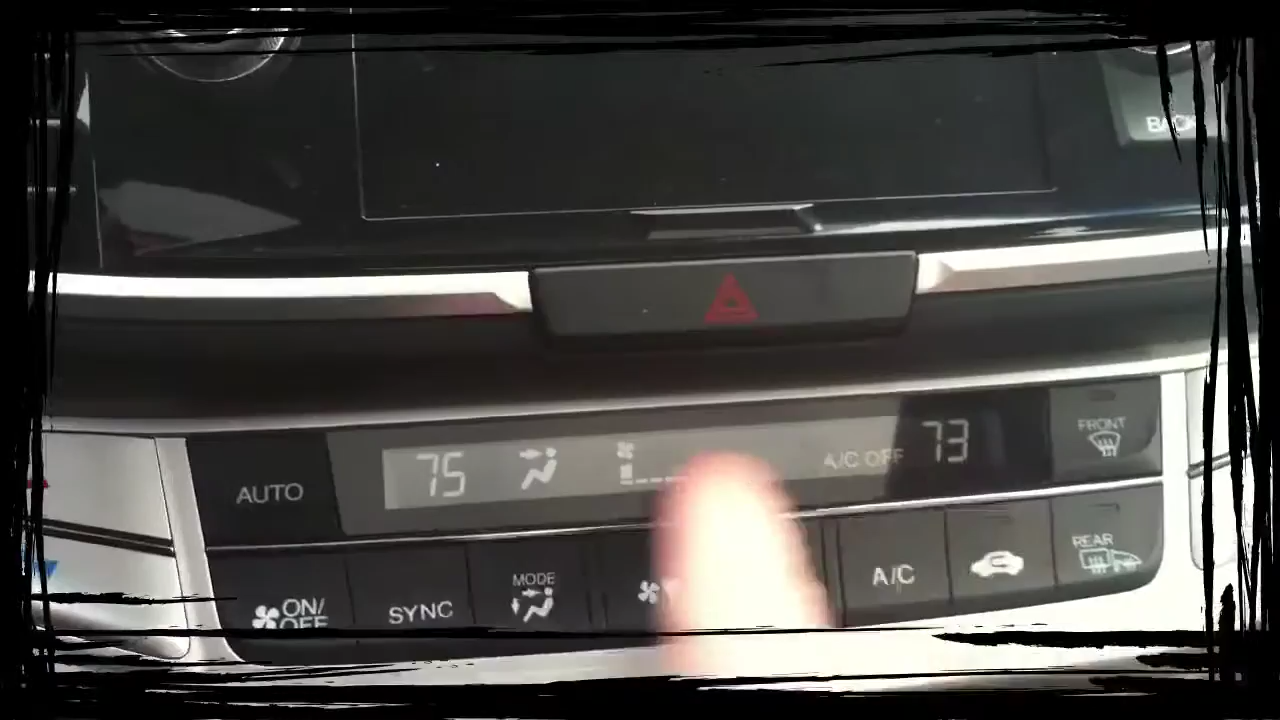 BACK
75 A/C OFF 73
FRONT
AUTO
REAR
MODE
ON/
OFF
SYNC
A/C